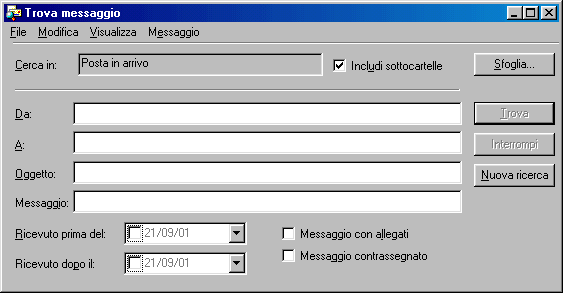 Trova messaggio
File Modifica Visualizza Messaggio
Cerca in: Posta in arrivo Includi sottocartelle Sfoglia...
Da: Trova
A: Interrompi
Oggetto: Nuova ricerca
Messaggio:
Ricevuto prima del: 21/09/01 Messaggio con allegati
Ricevuto dopo il: 21/09/01 Messaggio contrassegnato